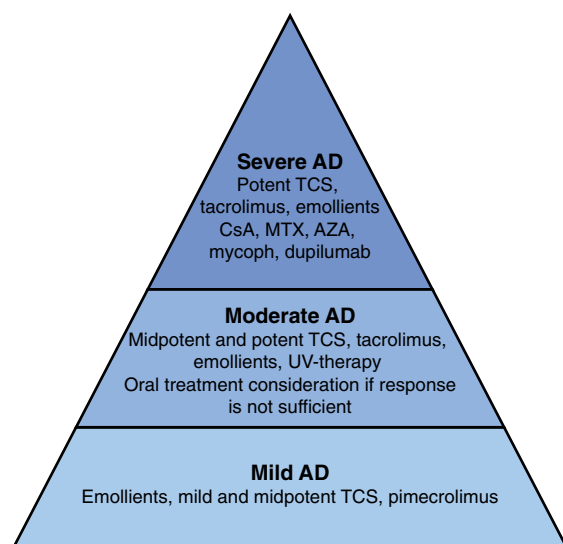 Severe AD
Potent TCS,
tacrolimus, emollients
CsA, MTX, AZA,
mycoph, dupilumab
Moderate AD
Midpotent and potent TCS, tacrolimus,
emollients, UV-therapy
Oral treatment consideration if response
is not sufficient
Mild AD
Emollients, mild and midpotent TCS, pimecrolimus